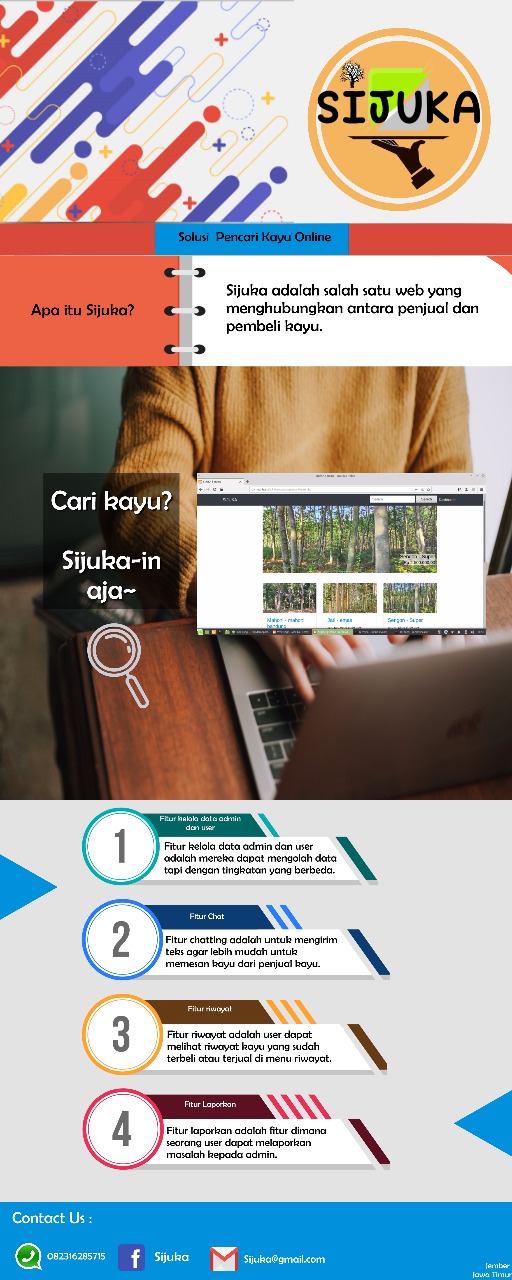 SIJUKA
Solusi Pencari Kayu Online
Apa itu Sijuka?
Sijuka adalah salah satu web yang
menghubungkan antara penjual dan
pembeli kayu.
Cari kayu?
Sijuka-in
aja~
Search
Sengon - Super
Mahoni - mahoni
bandung
Jati - emas
Sengon - Super
1
Fitur kelola data admin
dan user
Fitur kelola data admin dan user
adalah mereka dapat mengolah data
tapi dengan tingkatan yang berbeda.
2
Fitur Chat
Fitur chatting adalah untuk mengirim
teks agar lebih mudah untuk
memesan kayu dari penjual kayu.
3
Fitur riwayat
Fitur riwayat adalah user dapat
melihat riwayat kayu yang sudah
terbeli atau terjual di menu riwayat.
4
Fitur Laporkan
Fitur laporkan adalah fitur dimana
seorang user dapat melaporkan
masalah kepada admin.
Contact Us :
082316285715
Sijuka
Sijuka@gmail.com
Jember
Jawa Timur